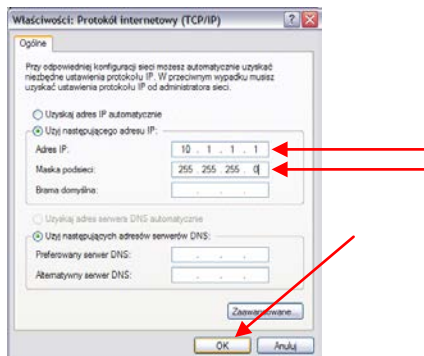 Właściwości: Protokół internetowy (TCP/IP)
Ogólne
Przy odpowiedniej konfiguracji sieci możesz automatycznie uzyskać
niezbędne ustawienia protokołu IP. W przeciwnym wypadku musisz
uzyskać ustawienia protokołu IP od administratora sieci.
Uzyskaj adres IP automatycznie
Użyj następującego adresu IP:
Adres IP: 10 . 1 . 1 . 1
Maska podsieci: 255 . 255 . 255 . 0
Brama domyślna: . . .
Uzyskaj adres serwera DNS automatycznie
Użyj następujących adresów serwerów DNS:
Preferowany serwer DNS: . . .
Alternatywny serwer DNS: . . .
Zaawansowane...
OK Anuluj